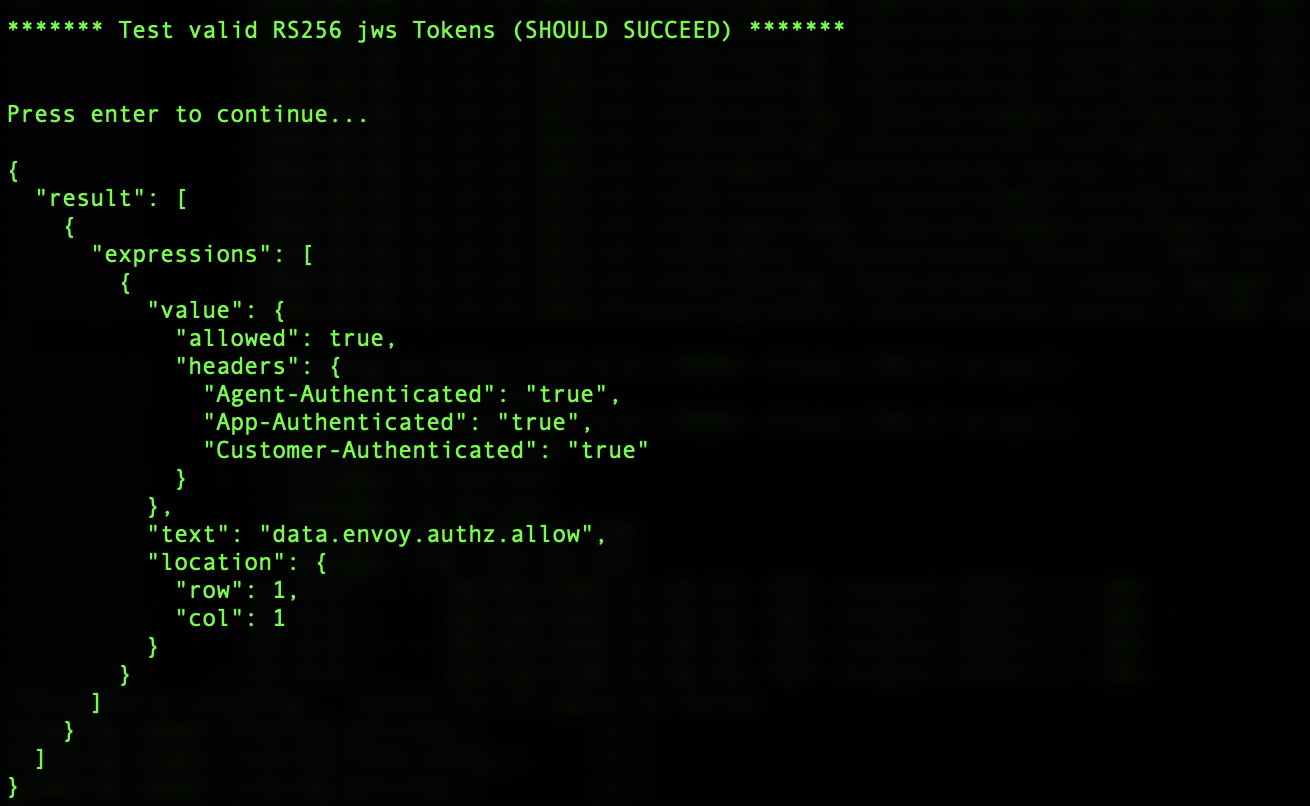 ******* Test valid RS256 jws Tokens (SHOULD SUCCEED) *******
Press enter to continue...
{
  "result": [
    {
      "expressions": [
        {
          "value": {
            "allowed": true,
            "headers": {
              "Agent-Authenticated": "true",
              "App-Authenticated": "true",
              "Customer-Authenticated": "true"
            }
          },
          "text": "data.envoy.authz.allow",
          "location": {
            "row": 1,
            "col": 1
          }
        }
      ]
    }
  ]
}